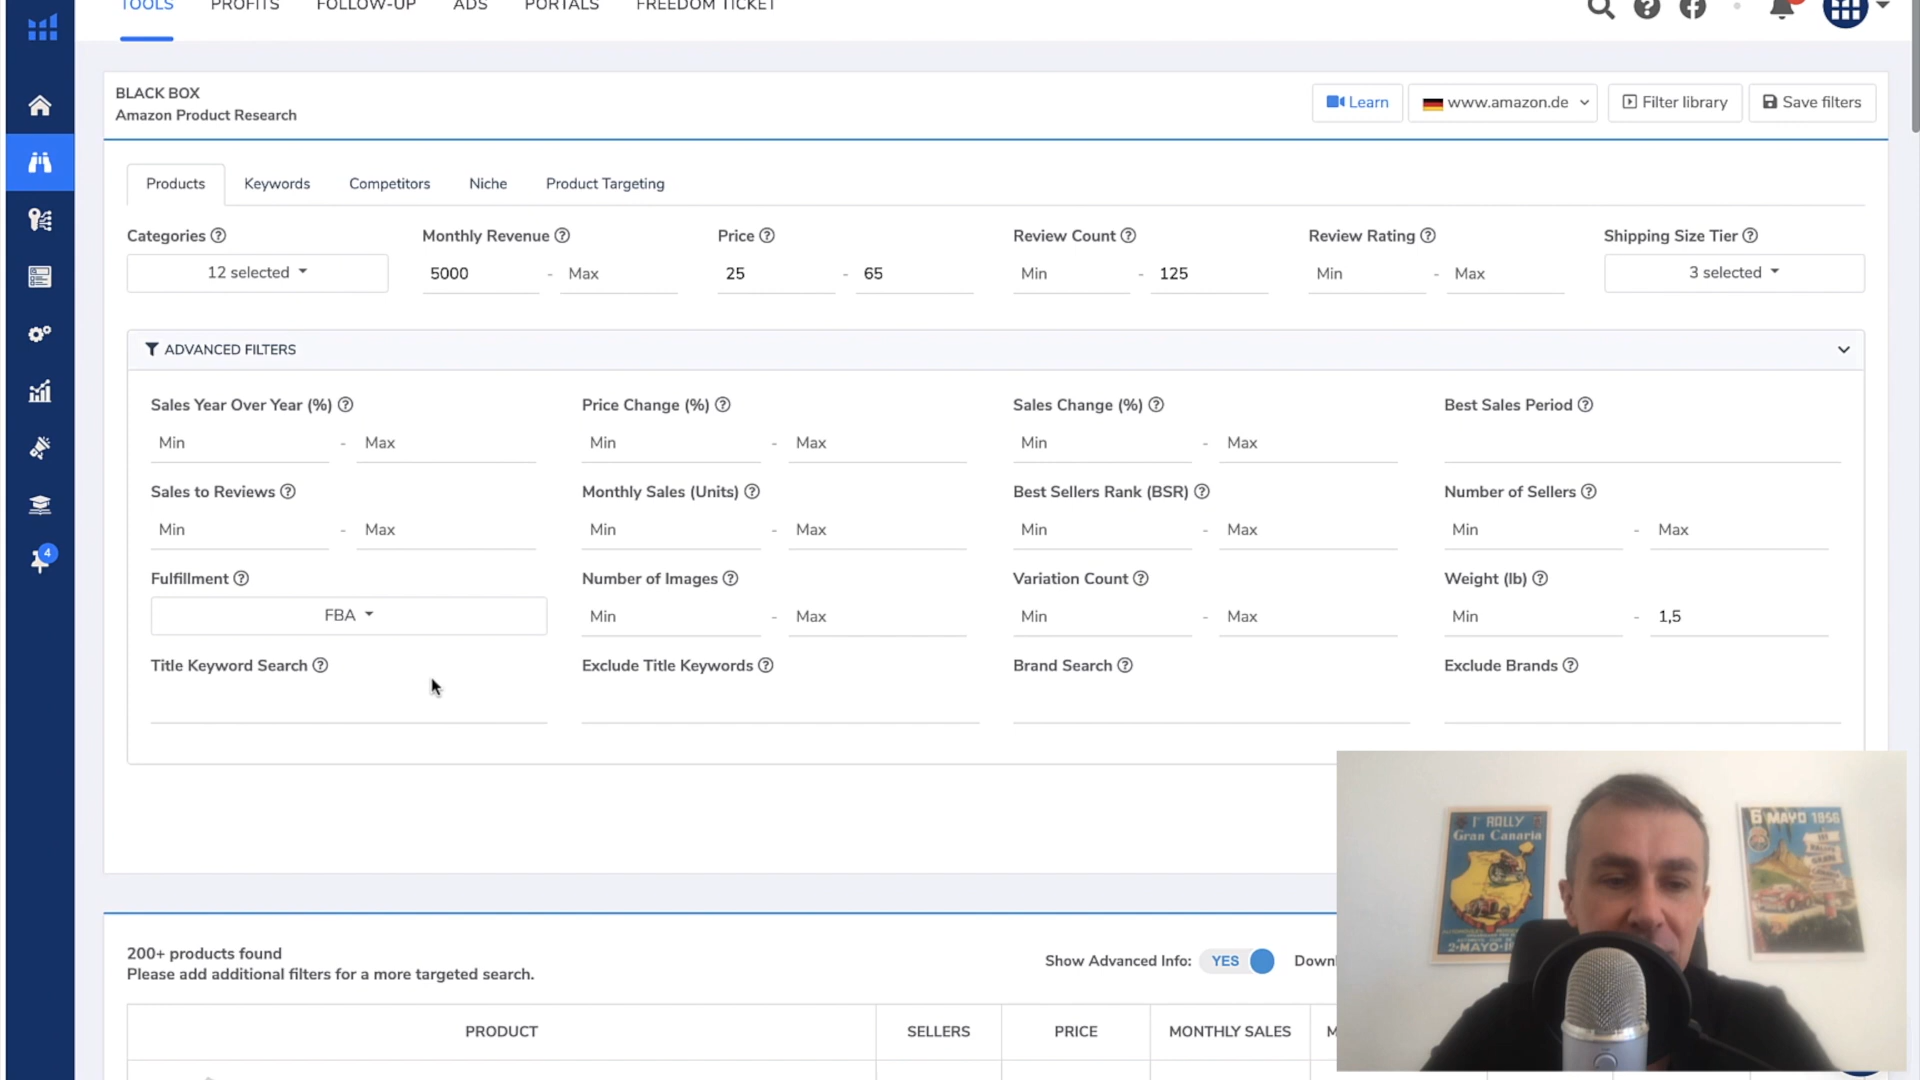 TOOLS PROFITS FOLLOW-UP ADS PORTALS FREEDOM TICKET
BLACK BOX
Amazon Product Research
Learn www.amazon.de Filter library Save filters
Products Keywords Competitors Niche Product Targeting
Categories Monthly Revenue Price Review Count Review Rating Shipping Size Tier
12 selected 5000 - Max 25 - 65 Min - 125 Min - Max 3 selected
ADVANCED FILTERS
Sales Year Over Year (%) Price Change (%) Sales Change (%) Best Sales Period
Min - Max Min - Max Min - Max
Sales to Reviews Monthly Sales (Units) Best Sellers Rank (BSR) Number of Sellers
Min - Max Min - Max Min - Max Min - Max
4
Fulfillment Number of Images Variation Count Weight (lb)
FBA Min - Max Min - Max Min - 1,5
Title Keyword Search Exclude Title Keywords Brand Search Exclude Brands
1º RALLY
Gran Canaria
2-MAYO-1
6 MAYO 1956
200+ products found
Please add additional filters for a more targeted search.
Show Advanced Info: YES Down
PRODUCT SELLERS PRICE MONTHLY SALES M